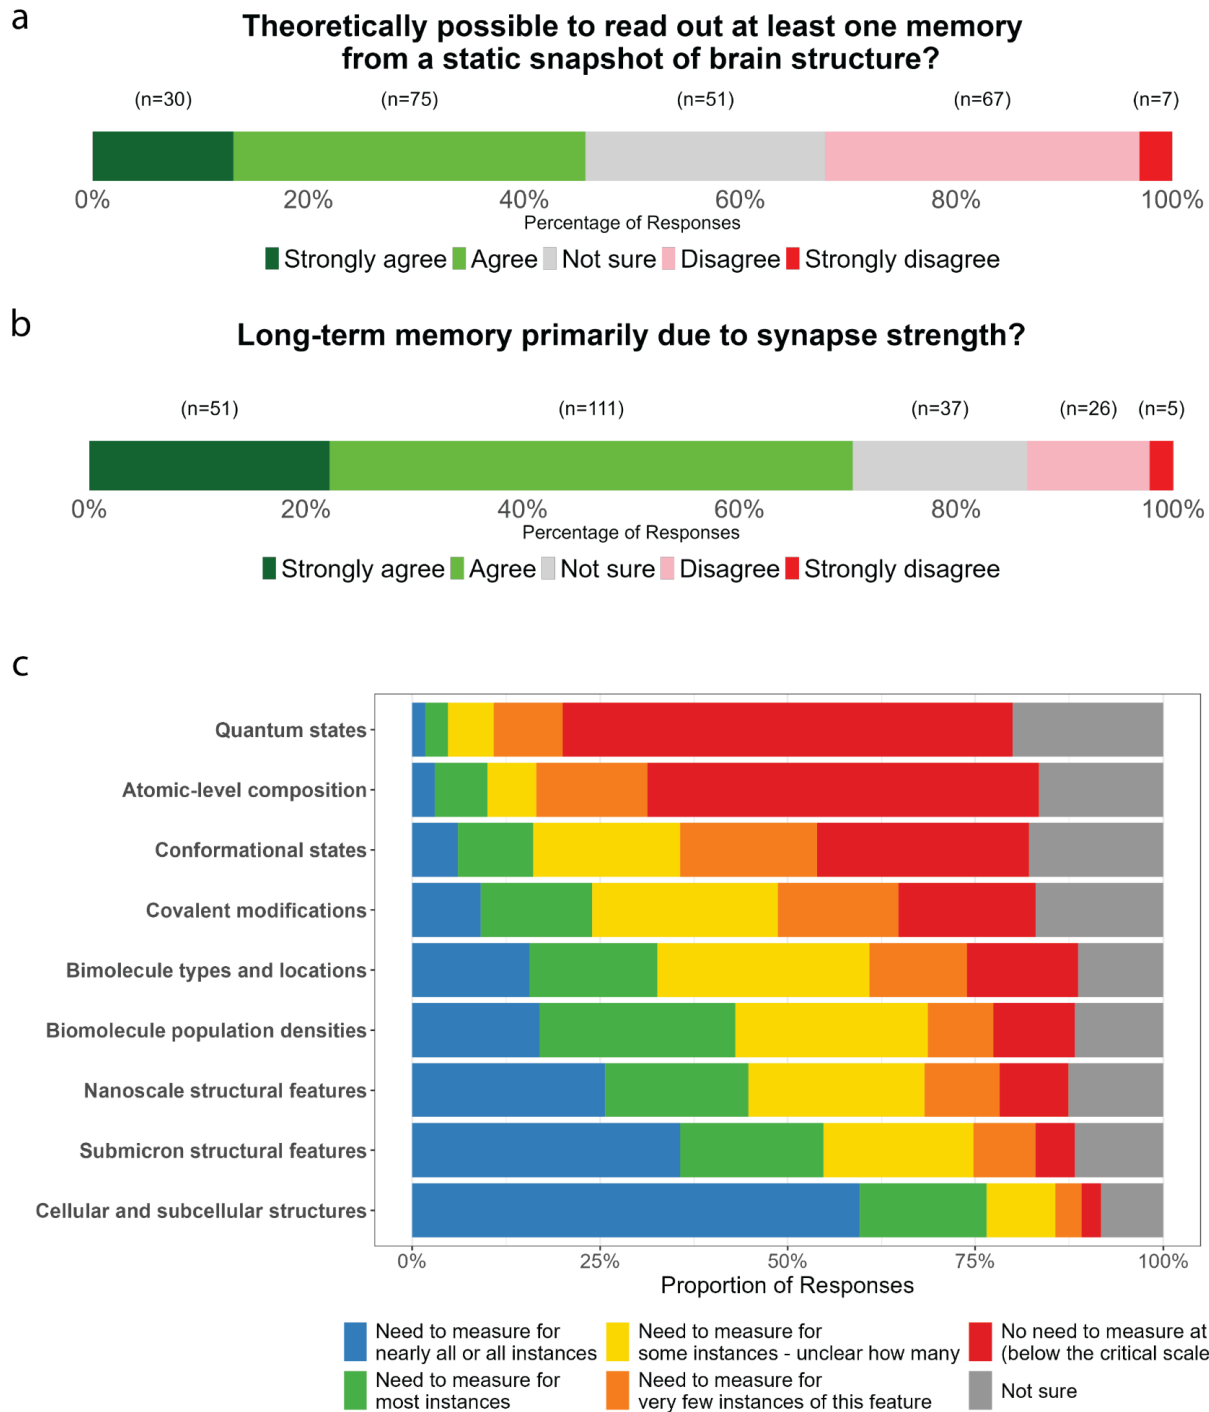 a
Theoretically possible to read out at least one memory
from a static snapshot of brain structure?
(n=30) (n=75) (n=51) (n=67) (n=7)
0% 20% 40% 60% 80% 100%
Percentage of Responses
Strongly agree Agree Not sure Disagree Strongly disagree
b
Long-term memory primarily due to synapse strength?
(n=51) (n=111) (n=37) (n=26) (n=5)
0% 20% 40% 60% 80% 100%
Percentage of Responses
Strongly agree Agree Not sure Disagree Strongly disagree
c
Quantum states
Atomic-level composition
Conformational states
Covalent modifications
Bimolecule types and locations
Biomolecule population densities
Nanoscale structural features
Submicron structural features
Cellular and subcellular structures
0% 25% 50% 75% 100%
Proportion of Responses
Need to measure for
nearly all or all instances
Need to measure for
most instances
Need to measure for
some instances - unclear how many
Need to measure for
very few instances of this feature
No need to measure at
(below the critical scale
Not sure